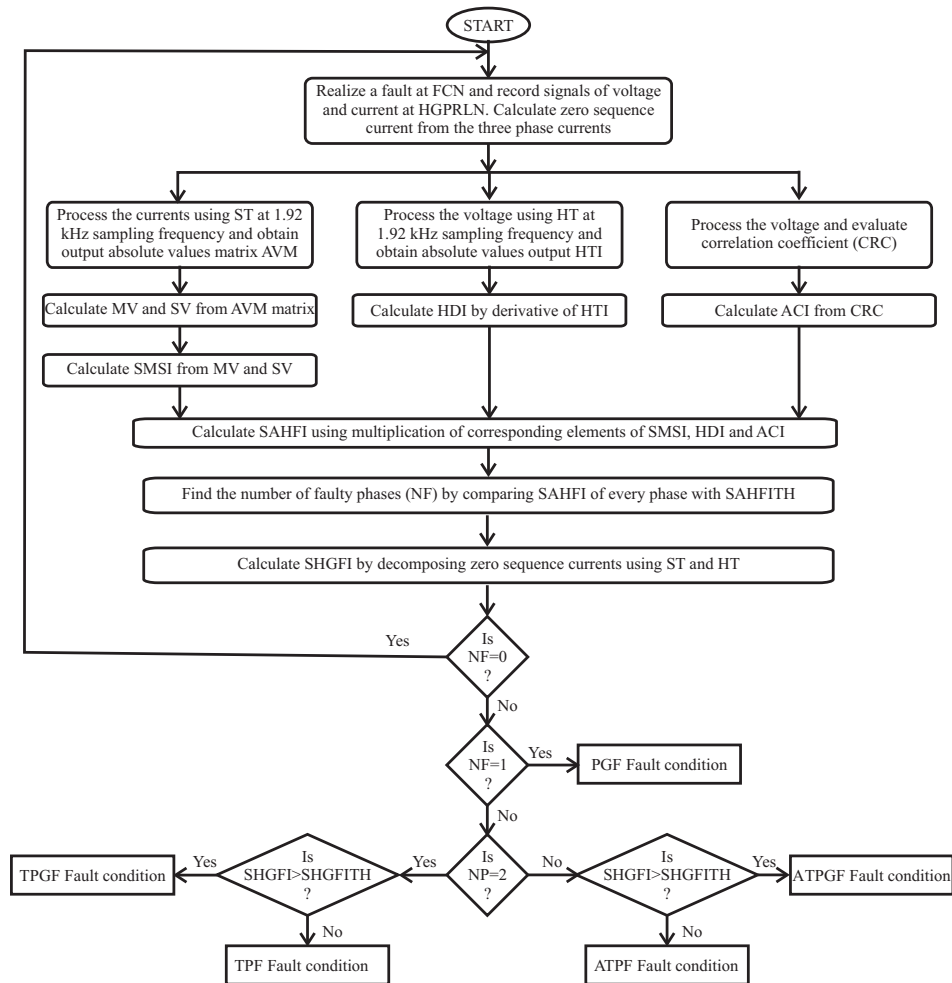 START
Realize a fault at FCN and record signals of voltage
and current at HGPRLN. Calculate zero sequence
current from the three phase currents
Process the currents using ST at 1.92
kHz sampling frequency and obtain
output absolute values matrix AVM
Process the voltage using HT at
1.92 kHz sampling frequency and
obtain absolute values output HTI
Process the voltage and evaluate
correlation coefficient (CRC)
Calculate MV and SV from AVM matrix
Calculate HDI by derivative of HTI
Calculate ACI from CRC
Calculate SMSI from MV and SV
Calculate SAHFI using multiplication of corresponding elements of SMSI, HDI and ACI
Find the number of faulty phases (NF) by comparing SAHFI of every phase with SAHFITH
Calculate SHGFI by decomposing zero sequence currents using ST and HT
Yes
Is
NF=0
?
No
Is
NF=1
?
Yes
PGF Fault condition
No
TPGF Fault condition
Yes
Is
SHGFI>SHGFITH
?
Yes
Is
NP=2
?
No
Is
SHGFI>SHGFITH
?
Yes
ATPGF Fault condition
No
No
TPF Fault condition
ATPF Fault condition